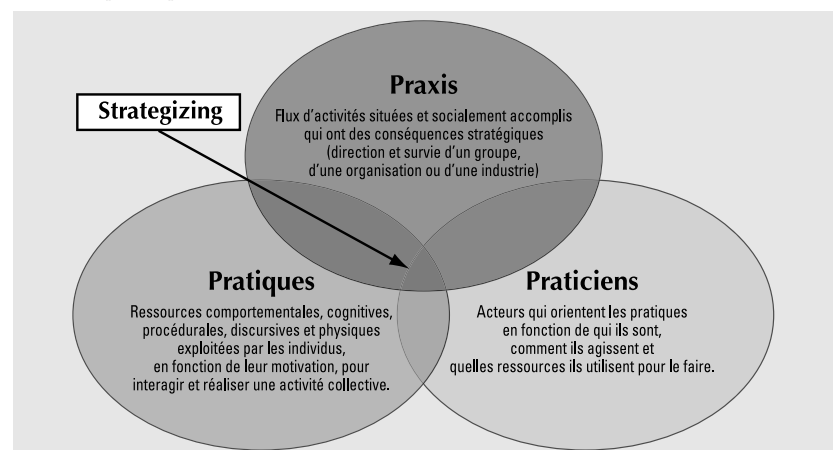 Praxis
Strategizing
Flux d'activités situées et socialement accomplis
qui ont des conséquences stratégiques
(direction et survie d'un groupe,
d'une organisation ou d'une industrie)
Pratiques
Ressources comportementales, cognitives,
procédurales, discursives et physiques
exploitées par les individus,
en fonction de leur motivation, pour
interagir et réaliser une activité collective.
Praticiens
Acteurs qui orientent les pratiques
en fonction de qui ils sont,
comment ils agissent et
quelles ressources ils utilisent pour le faire.